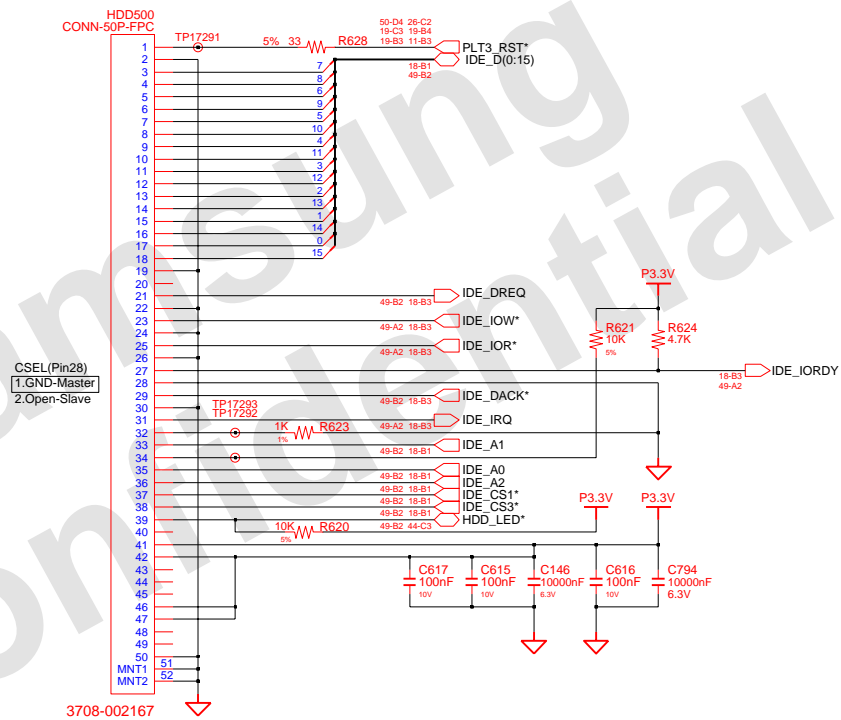 HDD500
CONN-50P-FPC
TP17291
5% 33 R628
50-D4 26-C2
19-C3 19-B4
19-B3 11-B3
PLT3_RST*
IDE_D(0:15)
18-B1
49-B2
1
2
3 7
4 8
5 6
6 9
7 5
8 10
9 4
10 11
11 3
12 12
13 2
14 13
15 1
16 14
17 0
18 15
19
20
21 49-B2 18-B3 IDE_DREQ
22
23 49-A2 18-B3 IDE_IOW*
24
25 49-A2 18-B3 IDE_IOR*
26
27 18-B3 IDE_IORDY
49-A2
28
29 49-B2 18-B3 IDE_DACK*
30
31 49-A2 18-B3 IDE_IRQ
32
33 49-B2 18-B1 IDE_A1
34
35 49-B2 18-B1 IDE_A0
36 49-B2 18-B1 IDE_A2
37 49-B2 18-B1 IDE_CS1*
38 49-B2 18-B1 IDE_CS3*
39 49-B2 44-C3 HDD_LED*
40
41
42
43
44
45
46
47
48
49
50
MNT1 51
MNT2 52
3708-002167
CSEL(Pin28)
1.GND-Master
2.Open-Slave
TP17293
TP17292
1K R623
1%
10K R620
5%
P3.3V
R621
10K
5%
R624
4.7K
P3.3V
P3.3V
C617
100nF
10V
C615
100nF
10V
C146
10000nF
6.3V
C616
100nF
10V
C794
10000nF
6.3V
Samsung
Confidential